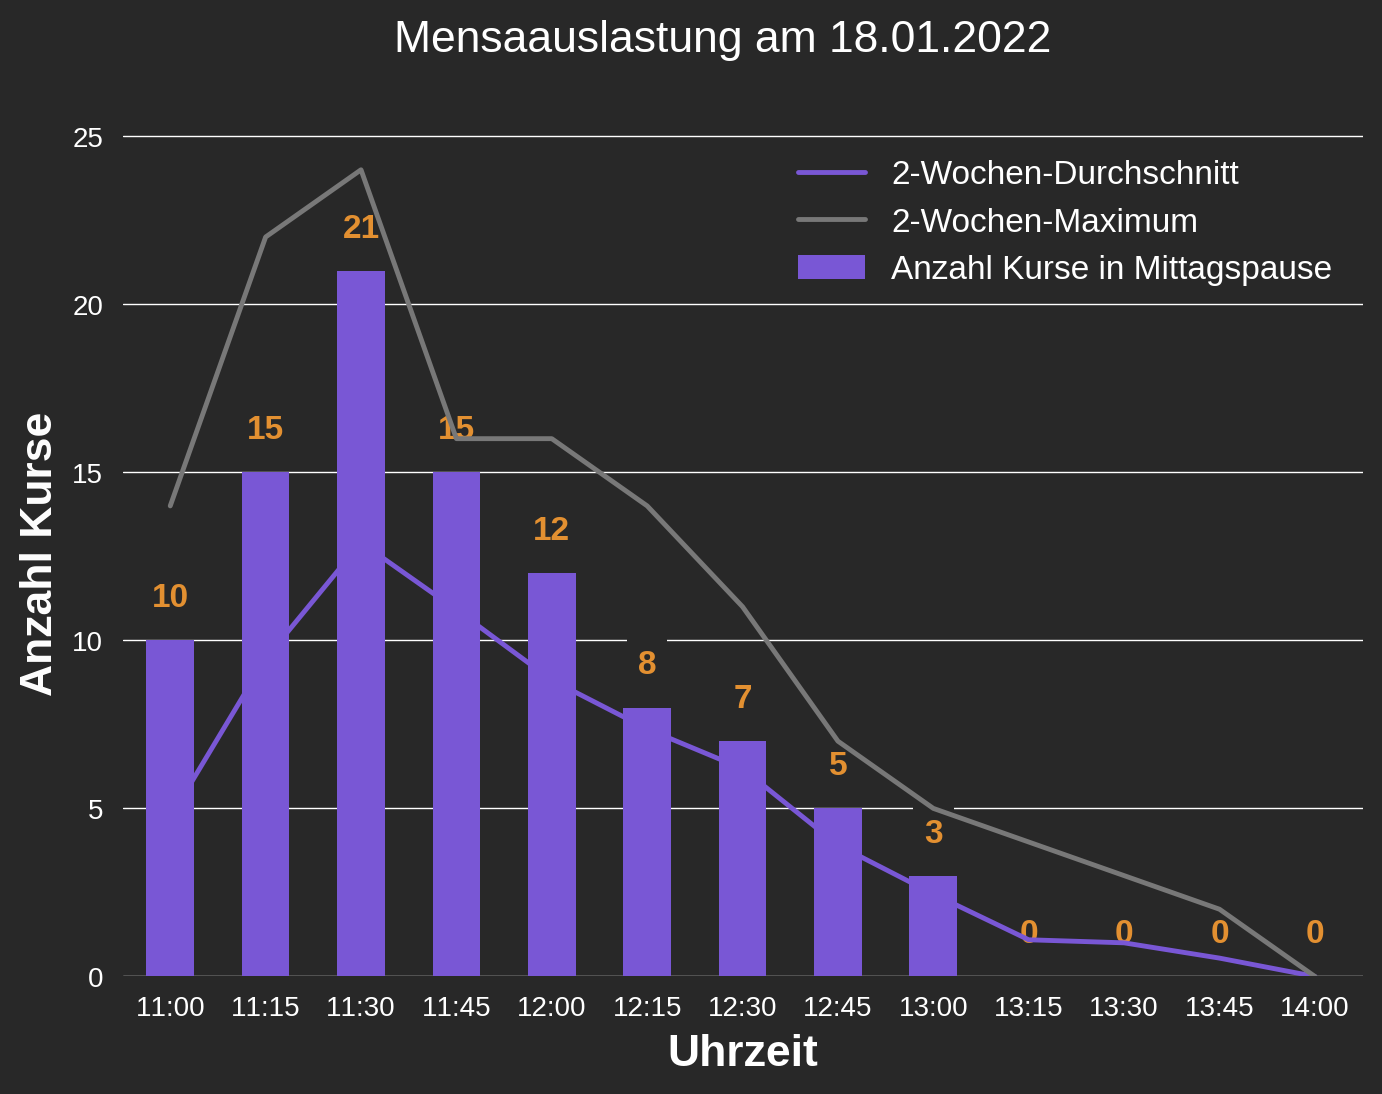 Mensaauslastung am 18.01.2022
25
20
15
10
5
0
Anzahl Kurse
2-Wochen-Durchschnitt
2-Wochen-Maximum
Anzahl Kurse in Mittagspause
10
15
21
15
12
8
7
5
3
0
0
0
0
11:00 11:15 11:30 11:45 12:00 12:15 12:30 12:45 13:00 13:15 13:30 13:45 14:00
Uhrzeit